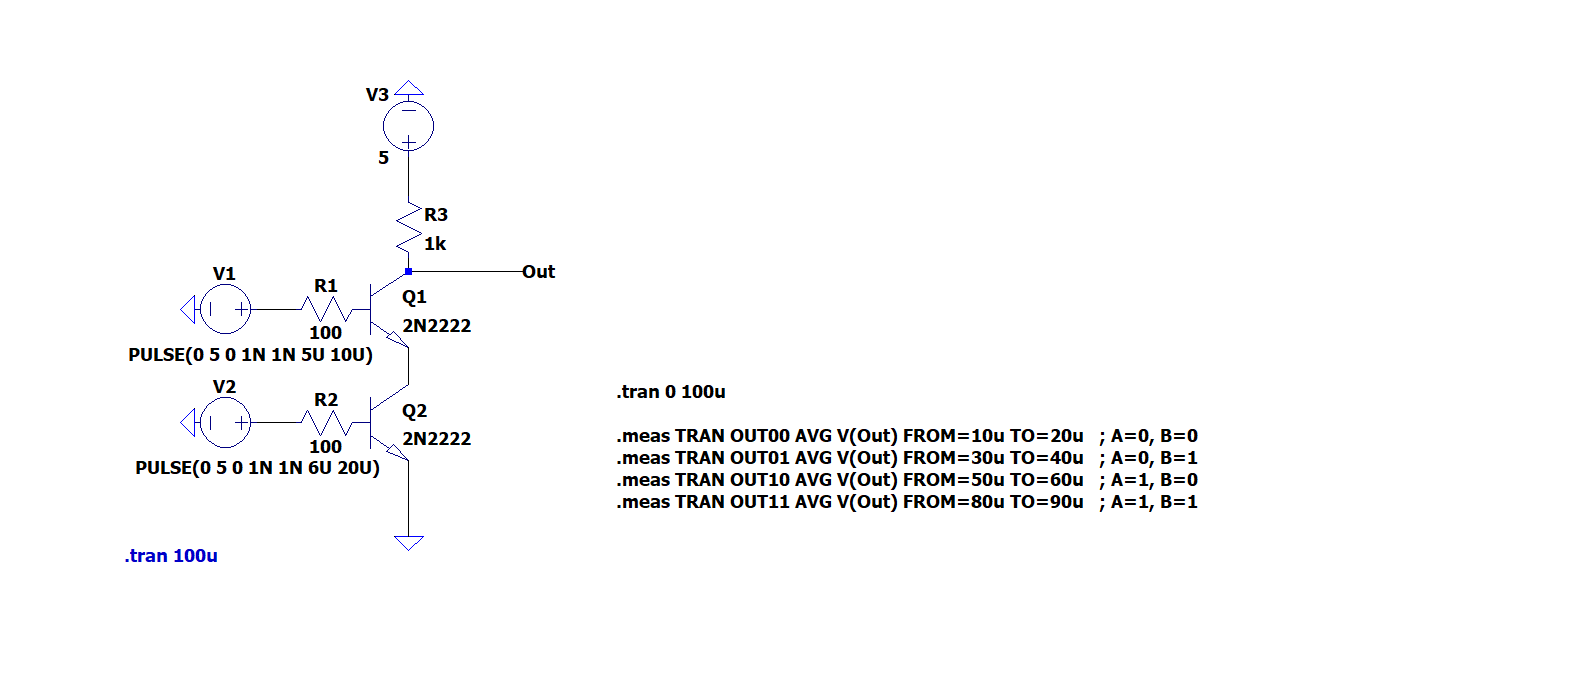 V3
5
R3
1k
Out
V1
R1
100
Q1
2N2222
PULSE(0 5 0 1N 1N 5U 10U)
V2
R2
100
Q2
2N2222
PULSE(0 5 0 1N 1N 6U 20U)
.tran 100u
.tran 0 100u
.meas TRAN OUT00 AVG V(Out) FROM=10u TO=20u ; A=0, B=0
.meas TRAN OUT01 AVG V(Out) FROM=30u TO=40u ; A=0, B=1
.meas TRAN OUT10 AVG V(Out) FROM=50u TO=60u ; A=1, B=0
.meas TRAN OUT11 AVG V(Out) FROM=80u TO=90u ; A=1, B=1